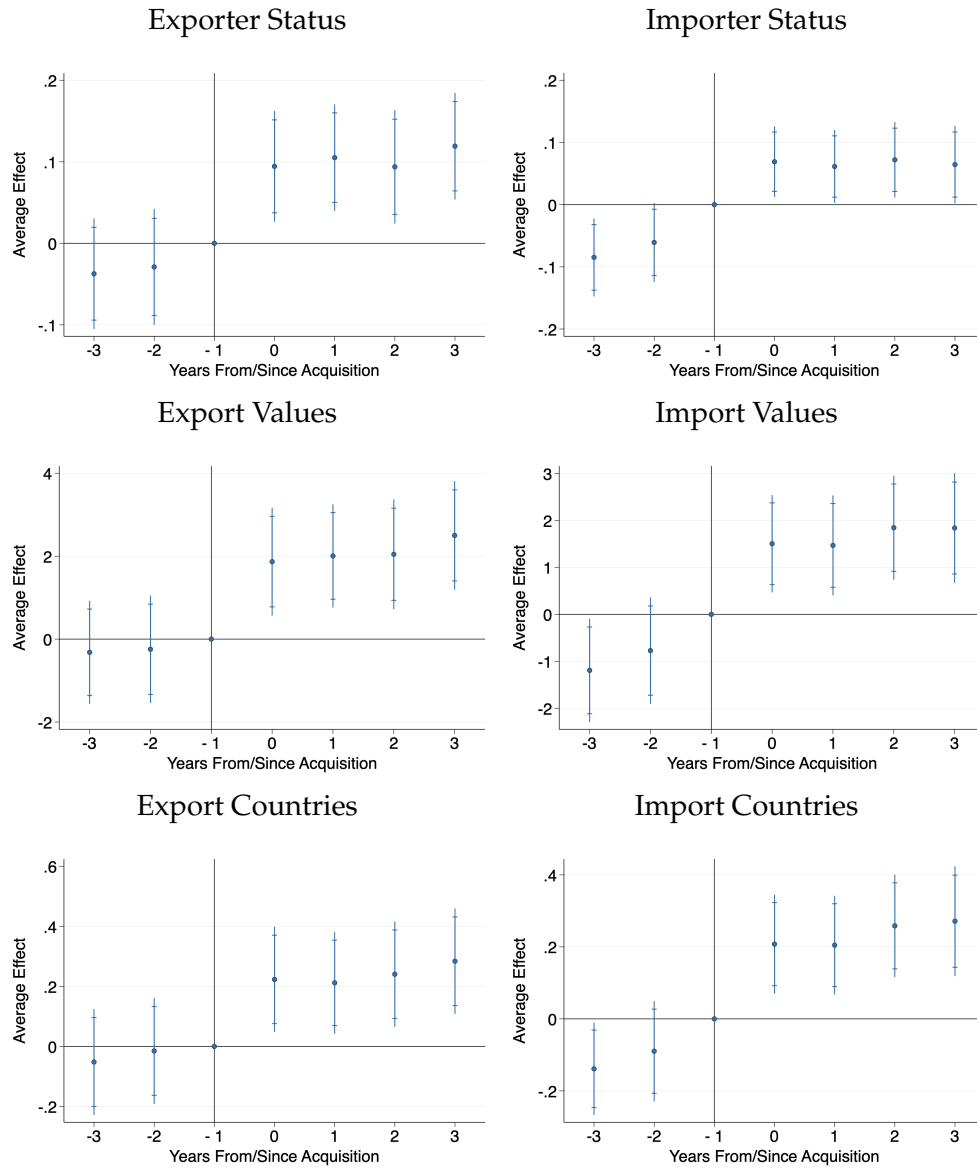 Exporter Status
Importer Status
.2
.1
0
-.1
Average Effect
-3 -2 - 1 0 1 2 3
Years From/Since Acquisition
.2
.1
0
-.1
-.2
Average Effect
-3 -2 - 1 0 1 2 3
Years From/Since Acquisition
Export Values
Import Values
4
2
0
-2
Average Effect
-3 -2 - 1 0 1 2 3
Years From/Since Acquisition
3
2
1
0
-1
-2
Average Effect
-3 -2 - 1 0 1 2 3
Years From/Since Acquisition
Export Countries
Import Countries
.6
.4
.2
0
-.2
Average Effect
-3 -2 - 1 0 1 2 3
Years From/Since Acquisition
.4
.2
0
-.2
Average Effect
-3 -2 - 1 0 1 2 3
Years From/Since Acquisition